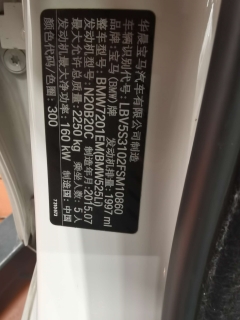 华晨宝马汽车有限公司制造
品牌：宝马 (BMW) 牌
车辆识别代号：LBV5S3102FSM10860
整车型号：BMW7201EM(BMW525Li)
发动机排量：1997 ml
发动机型号：N20B20C
制造年月：2015.07
最大允许总质量：2250 kg
乘坐人数：5人
发动机最大净功率：160 kW
制造国：中国
颜色代码/色圈：300